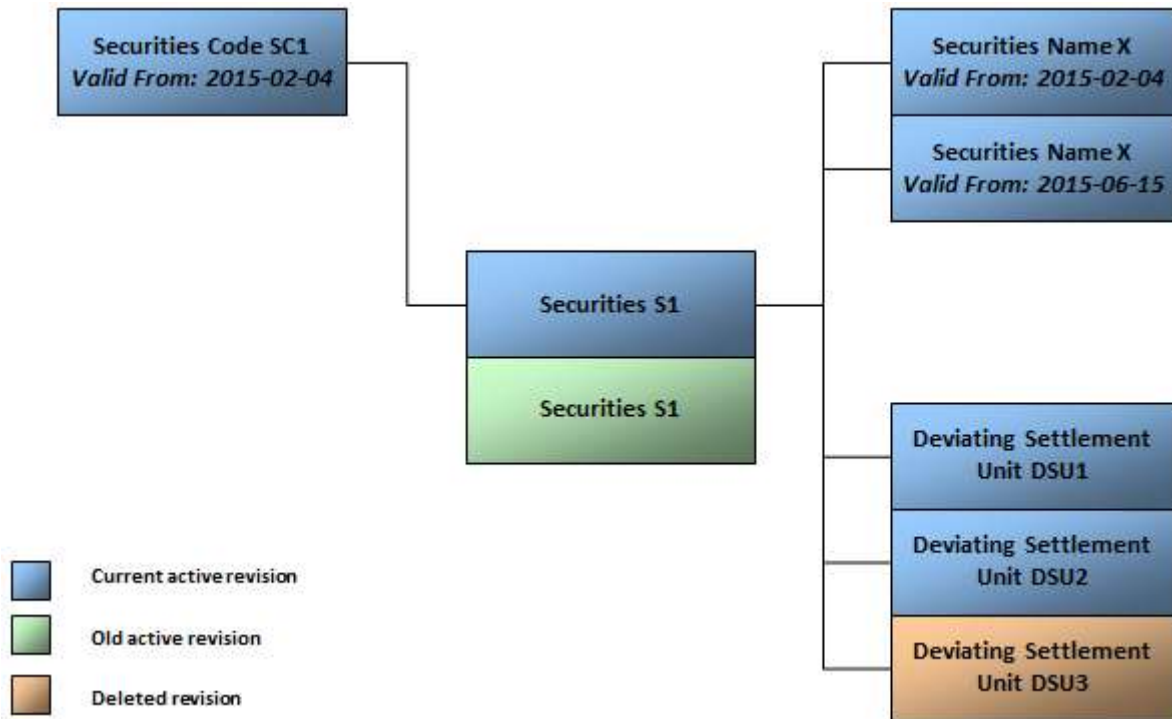 Securities Code SC1
Valid From: 2015-02-04
Securities Name X
Valid From: 2015-02-04
Securities Name X
Valid From: 2015-06-15
Securities S1
Securities S1
Deviating Settlement
Unit DSU1
Deviating Settlement
Unit DSU2
Deviating Settlement
Unit DSU3
Current active revision
Old active revision
Deleted revision